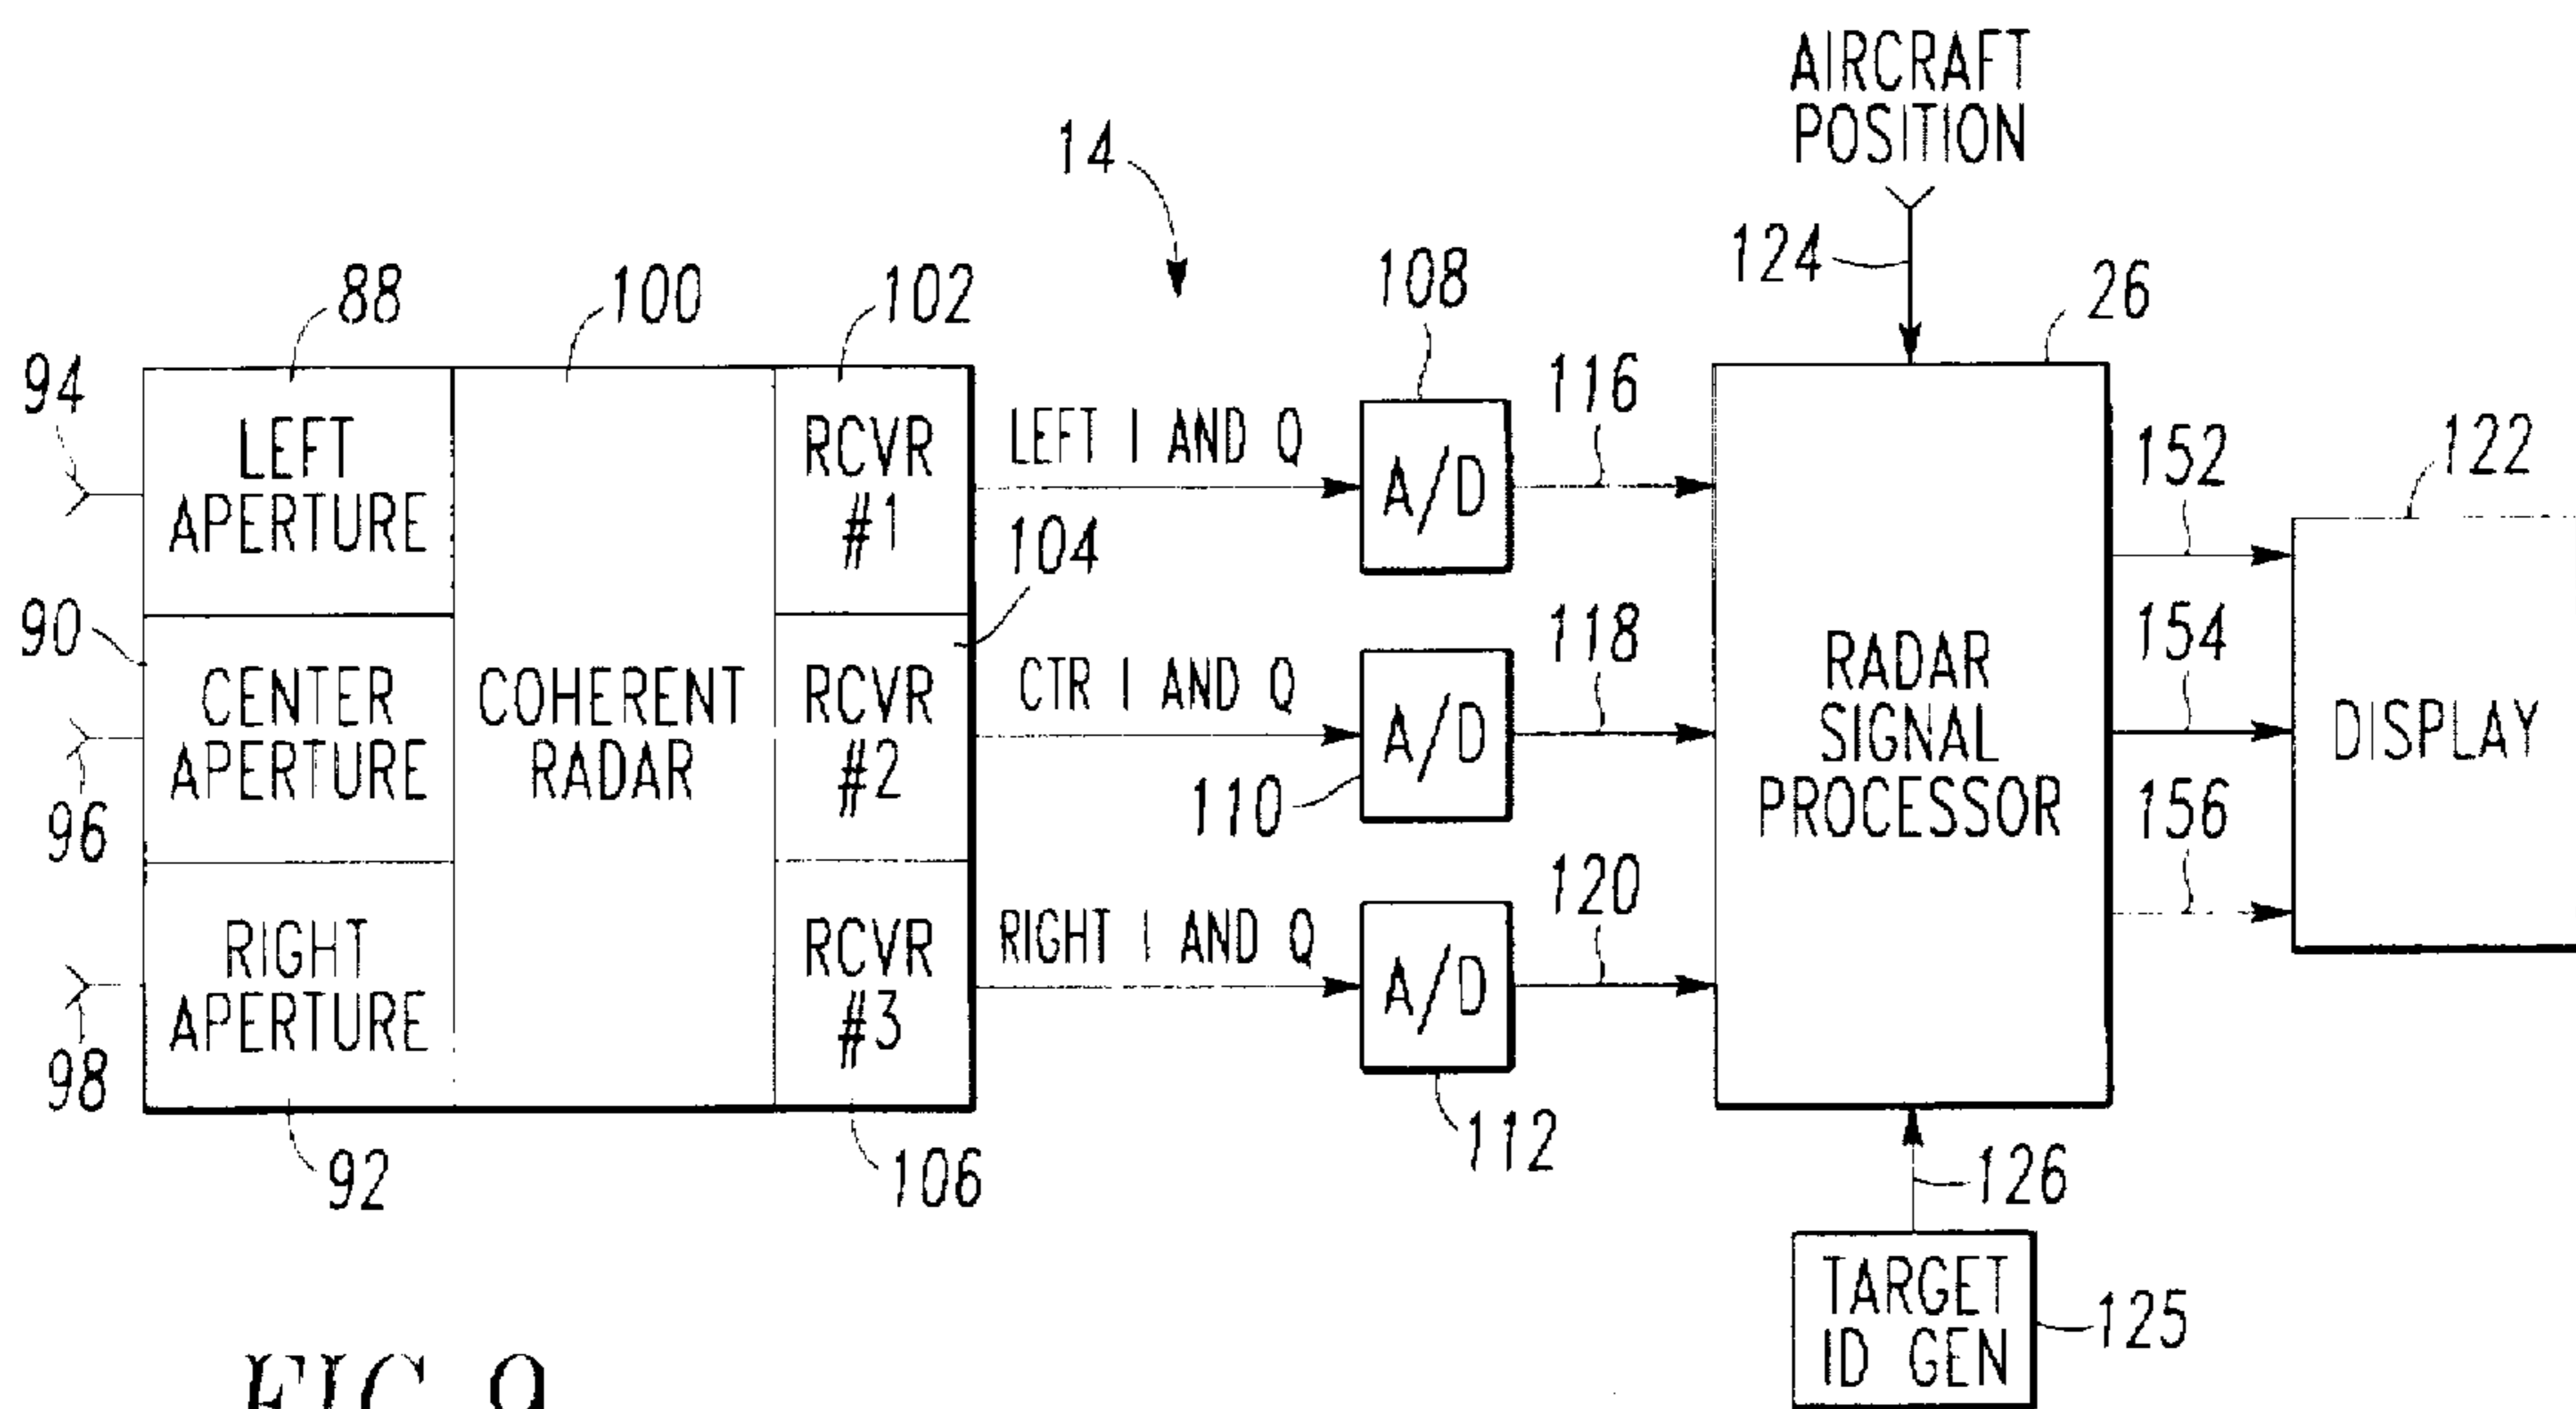 AIRCRAFT
POSITION
14
124
26
88
100
102
108
116
94
LEFT
APERTURE
RCVR
#1
LEFT I AND Q
A/D
152
122
104
90
CENTER
APERTURE
COHERENT
RADAR
RCVR
#2
CTR I AND Q
A/D
118
110
RADAR
SIGNAL
PROCESSOR
154
DISPLAY
156
96
RIGHT
APERTURE
RCVR
#3
RIGHT I AND Q
A/D
120
98
92
106
112
126
TARGET
ID GEN
125
FIG. 9